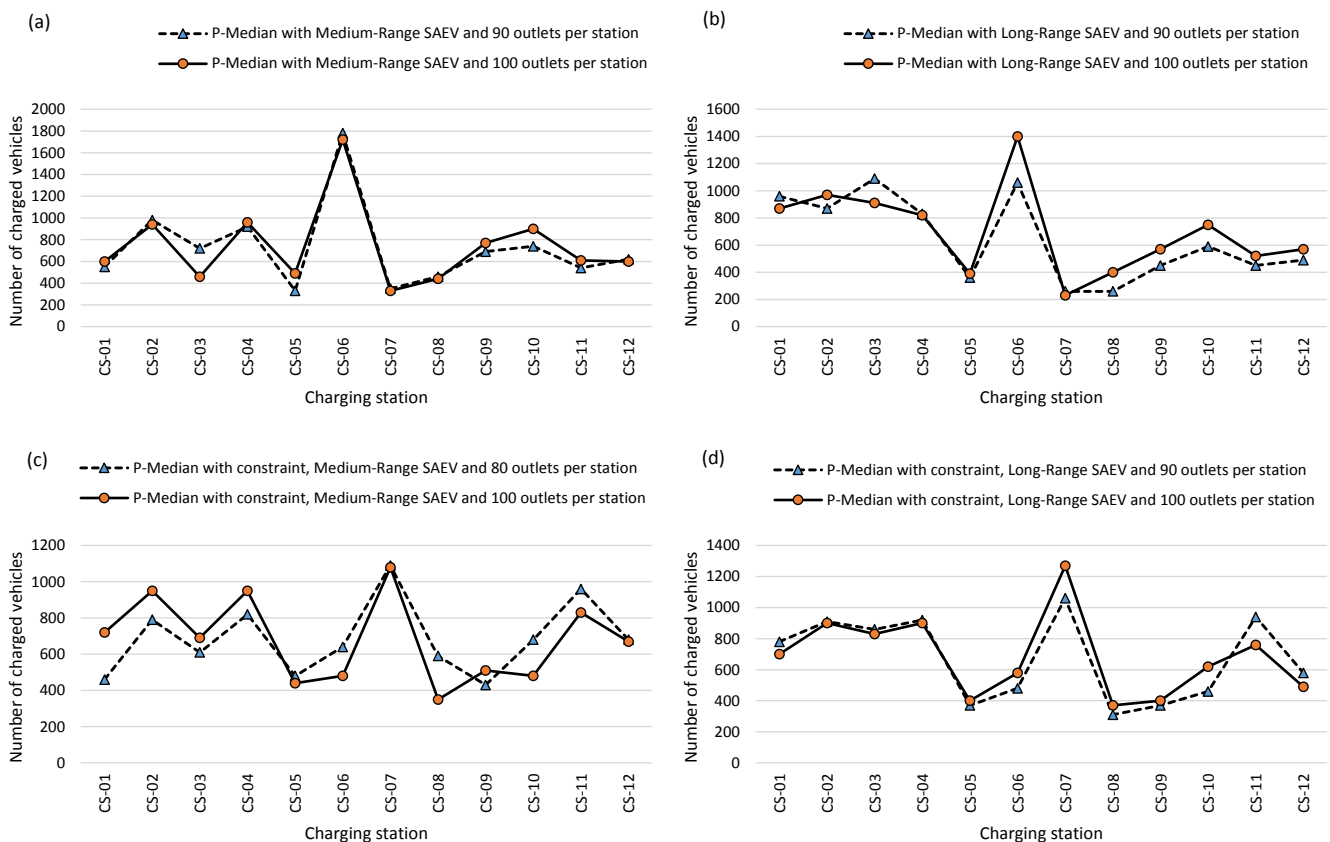 (a)
P-Median with Medium-Range SAEV and 90 outlets per station
P-Median with Medium-Range SAEV and 100 outlets per station
Number of charged vehicles
2000
1800
1600
1400
1200
1000
800
600
400
200
0
CS-01
CS-02
CS-03
CS-04
CS-05
CS-06
CS-07
CS-08
CS-09
CS-10
CS-11
CS-12
Charging station
(b)
P-Median with Long-Range SAEV and 90 outlets per station
P-Median with Long-Range SAEV and 100 outlets per station
Number of charged vehicles
1600
1400
1200
1000
800
600
400
200
0
CS-01
CS-02
CS-03
CS-04
CS-05
CS-06
CS-07
CS-08
CS-09
CS-10
CS-11
CS-12
Charging station
(c)
P-Median with constraint, Medium-Range SAEV and 80 outlets per station
P-Median with constraint, Medium-Range SAEV and 100 outlets per station
Number of charged vehicles
1200
1000
800
600
400
200
0
CS-01
CS-02
CS-03
CS-04
CS-05
CS-06
CS-07
CS-08
CS-09
CS-10
CS-11
CS-12
Charging station
(d)
P-Median with constraint, Long-Range SAEV and 90 outlets per station
P-Median with constraint, Long-Range SAEV and 100 outlets per station
Number of charged vehicles
1400
1200
1000
800
600
400
200
0
CS-01
CS-02
CS-03
CS-04
CS-05
CS-06
CS-07
CS-08
CS-09
CS-10
CS-11
CS-12
Charging station